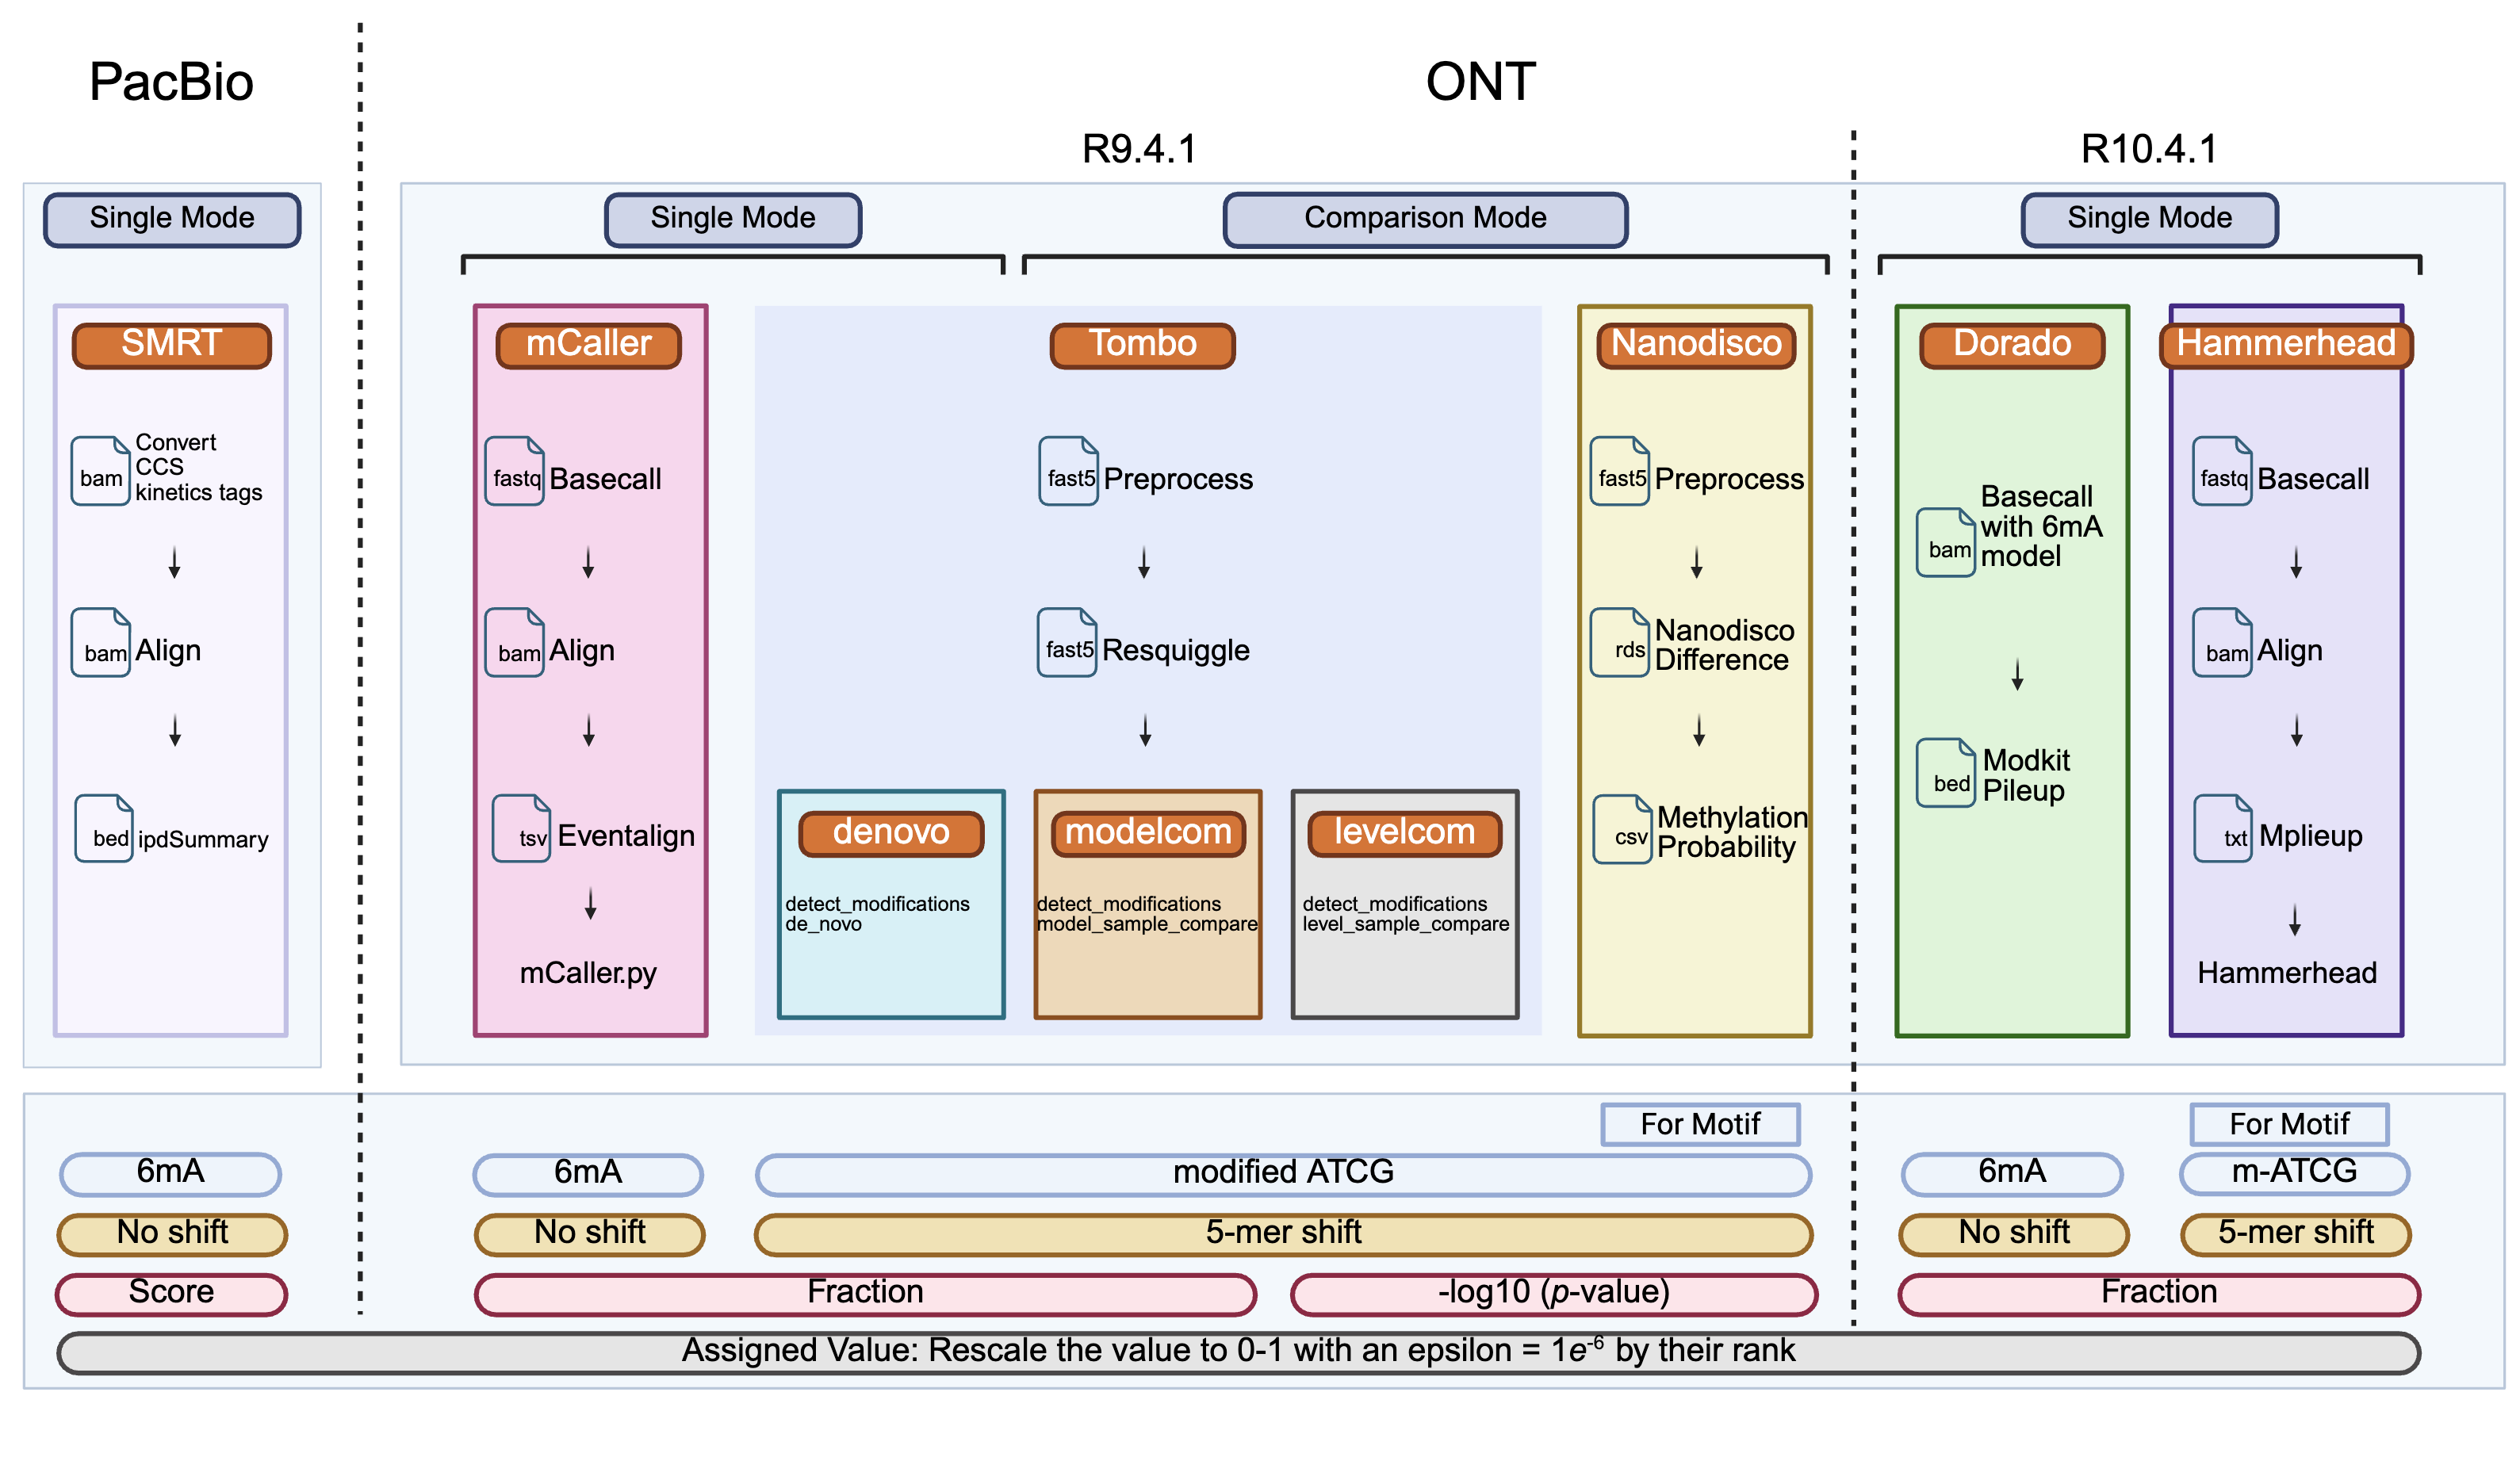 PacBio
ONT
R9.4.1
R10.4.1
Single Mode
Single Mode
Comparison Mode
Single Mode
SMRT
bam
Convert
CCS
kinetics tags
bam
Align
bed
ipdSummary
mCaller
fastq
Basecall
bam
Align
tsv
Eventalign
mCaller.py
Tombo
fast5
Preprocess
fast5
Resquiggle
denovo
detect_modifications
de_novo
modelcom
detect_modifications
model_sample_compare
levelcom
detect_modifications
level_sample_compare
Nanodisco
fast5
Preprocess
rds
Nanodisco
Difference
csv
Methylation
Probability
Dorado
bam
Basecall
with 6mA
model
bed
Modkit
Pileup
Hammerhead
fastq
Basecall
bam
Align
txt
Mplieup
Hammerhead
For Motif
For Motif
6mA
6mA
modified ATCG
6mA
m-ATCG
No shift
No shift
5-mer shift
No shift
5-mer shift
Score
Fraction
-log10 (p-value)
Fraction
Assigned Value: Rescale the value to 0-1 with an epsilon = 1e⁻⁶ by their rank